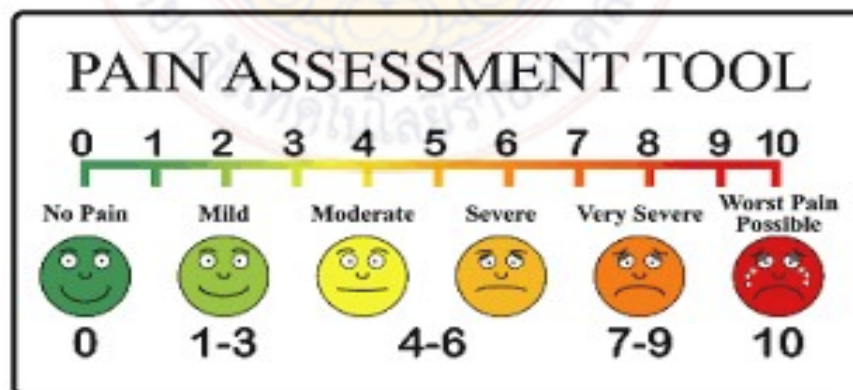 PAIN ASSESSMENT TOOL
0 1 2 3 4 5 6 7 8 9 10
No Pain Mild Moderate Severe Very Severe Worst Pain Possible
0 1-3 4-6 7-9 10